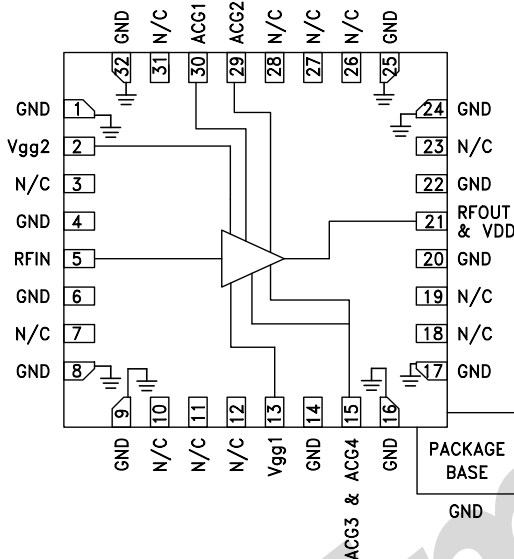 GND
N/C
ACG1
ACG2
N/C
N/C
N/C
GND
32
31
30
29
28
27
26
25
GND 1
Vgg2 2
N/C 3
GND 4
RFIN 5
GND 6
N/C 7
GND 8
24 GND
23 N/C
22 GND
21 RFOUT
& VDD
20 GND
19 N/C
18 N/C
17 GND
9
10
11
12
13
14
15
16
GND
N/C
N/C
N/C
Vgg1
GND
ACG3 & ACG4
GND
PACKAGE
BASE
GND